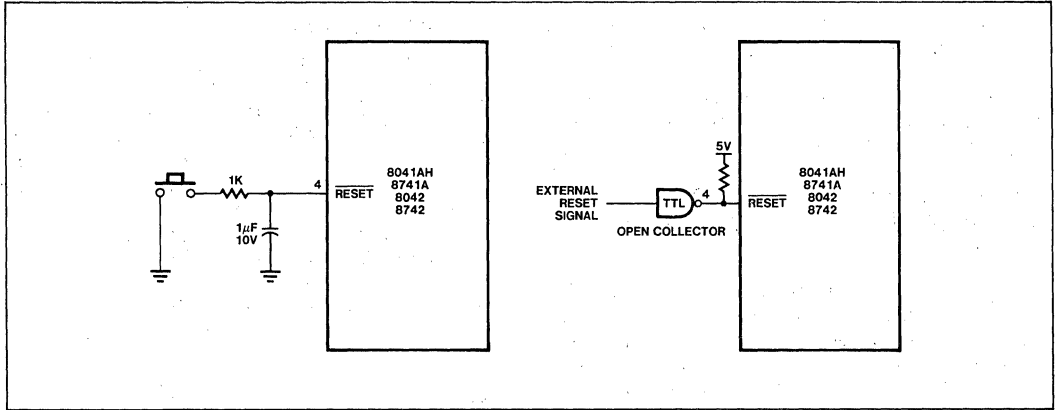 1K
4
RESET
1μF
10V
8041AH
8741A
8042
8742
EXTERNAL
RESET
SIGNAL
TTL
OPEN COLLECTOR
5V
4
RESET
8041AH
8741A
8042
8742